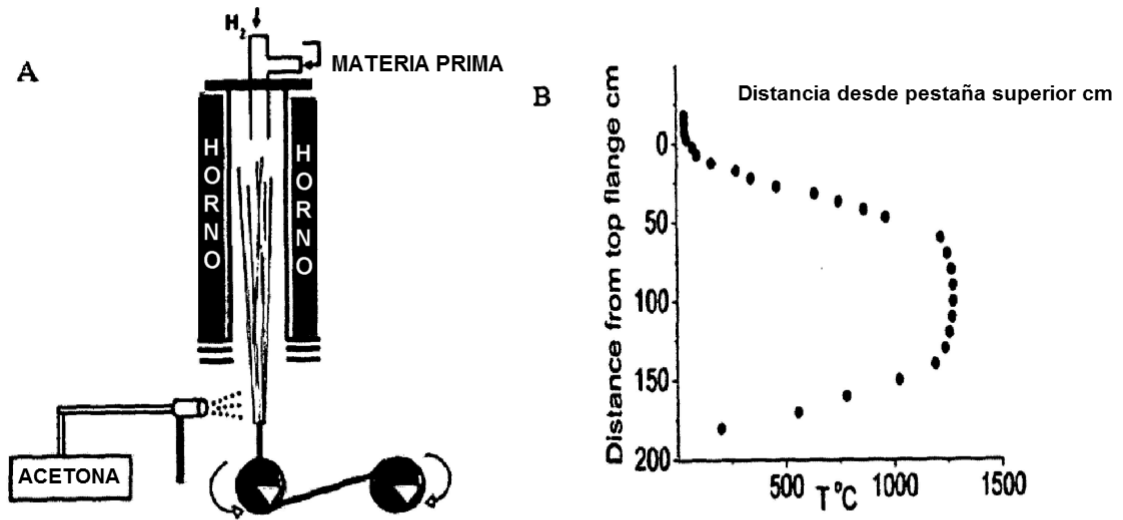 A
H₂
MATERIA PRIMA
HORNO
HORNO
ACETONA
B
Distancia desde pestaña superior cm
Distance from top flange cm
0
50
100
150
200
500
1000
1500
T°C